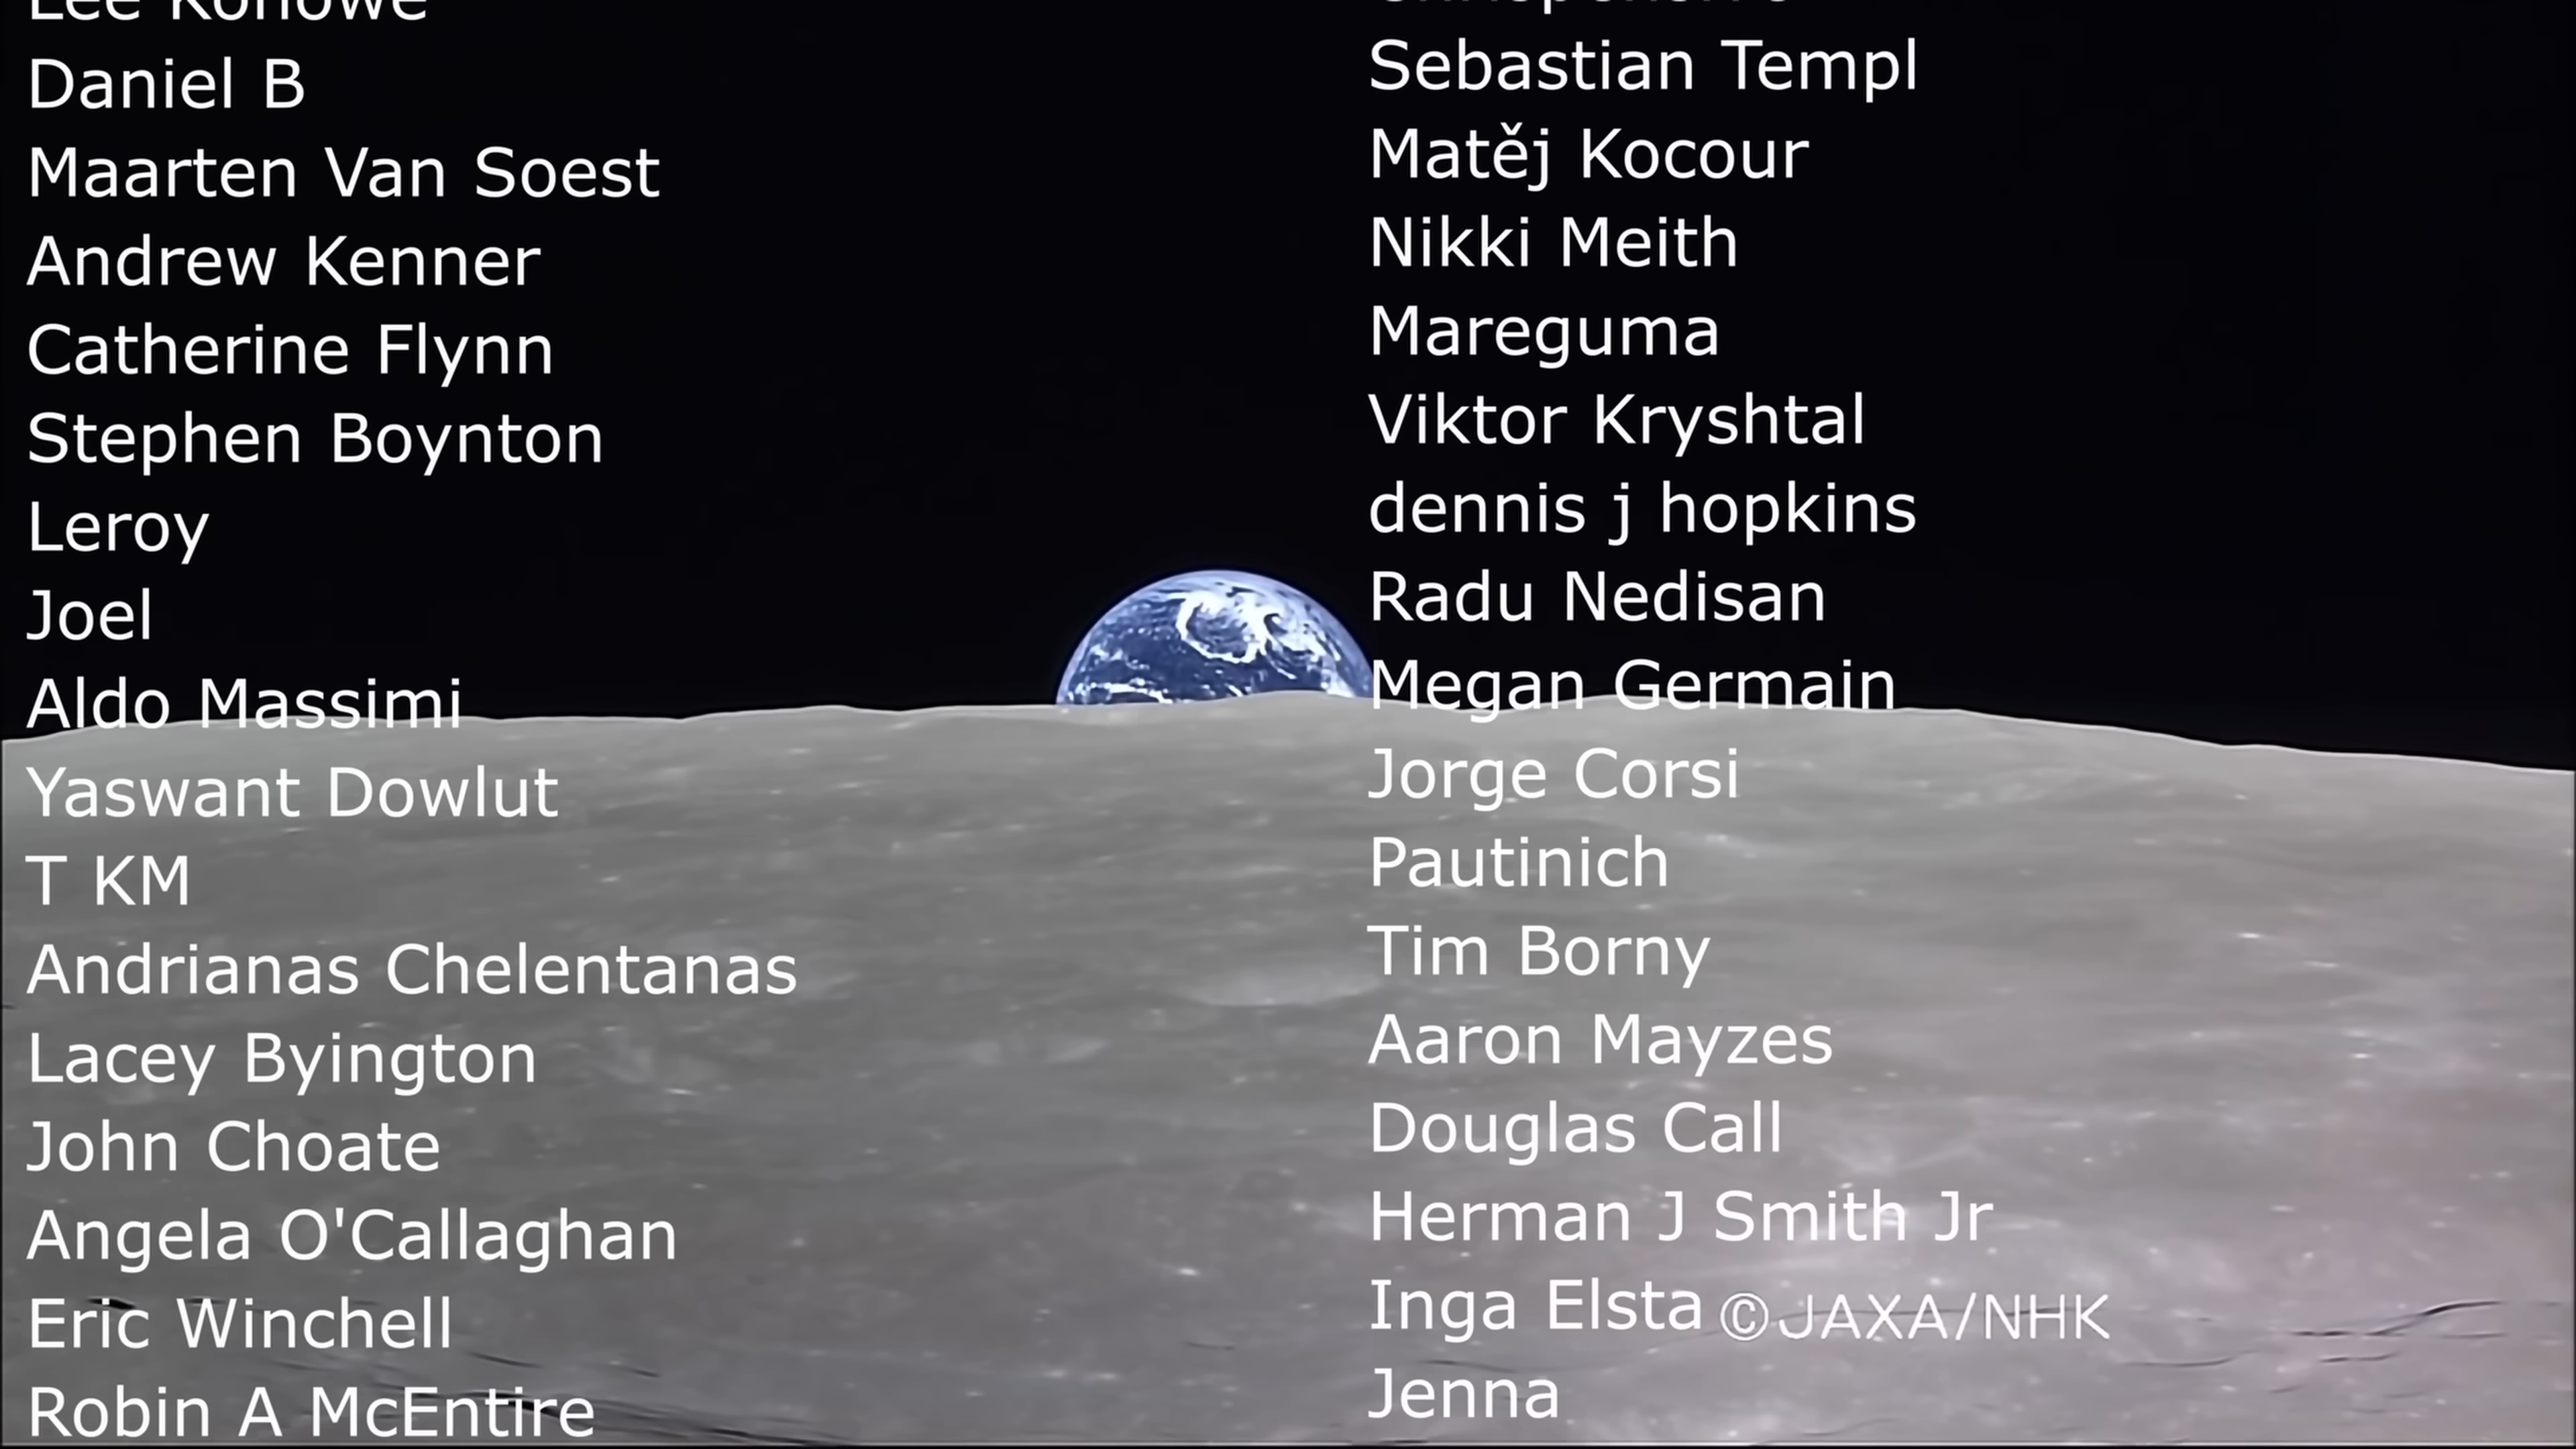 Daniel B
Maarten Van Soest
Andrew Kenner
Catherine Flynn
Stephen Boynton
Leroy
Joel
Aldo Massimi
Yaswant Dowlut
T KM
Andrianas Chelentanas
Lacey Byington
John Choate
Angela O'Callaghan
Eric Winchell
Robin A McEntire
Sebastian Templ
Matěj Kocour
Nikki Meith
Mareguma
Viktor Kryshtal
dennis j hopkins
Radu Nedisan
Megan Germain
Jorge Corsi
Pautinich
Tim Borny
Aaron Mayzes
Douglas Call
Herman J Smith Jr
Inga Elsta
©JAXA/NHK
Jenna